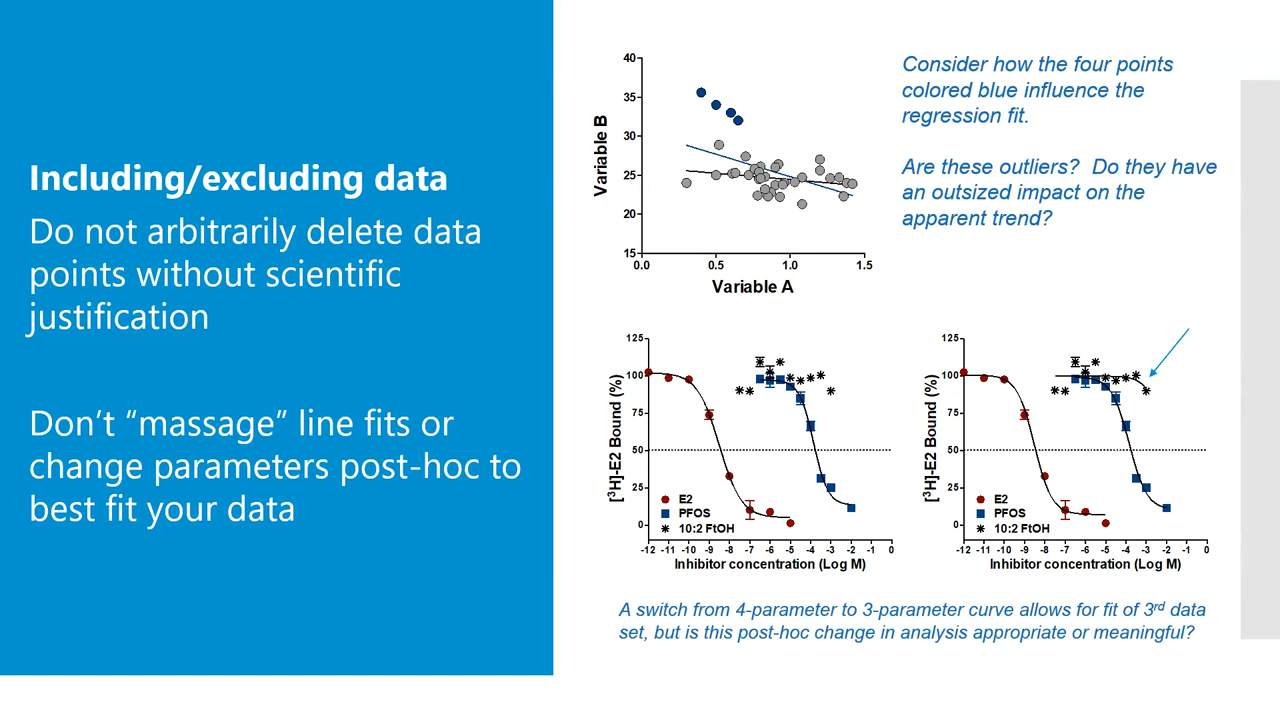 Including/excluding data
Do not arbitrarily delete data
points without scientific
justification
Don't “massage” line fits or
change parameters post-hoc to
best fit your data
40
35
30
25
20
15
0.0 0.5 1.0 1.5
Variable B
Variable A
Consider how the four points
colored blue influence the
regression fit.
Are these outliers? Do they have
an outsized impact on the
apparent trend?
125
100
75
50
25
0
[³H]-E2 Bound (%)
E2
PFOS
10:2 FtOH
-12 -11 -10 -9 -8 -7 -6 -5 -4 -3 -2 -1 0
Inhibitor concentration (Log M)
125
100
75
50
25
0
[³H]-E2 Bound (%)
E2
PFOS
10:2 FtOH
-12 -11 -10 -9 -8 -7 -6 -5 -4 -3 -2 -1 0
Inhibitor concentration (Log M)
A switch from 4-parameter to 3-parameter curve allows for fit of 3rd data
set, but is this post-hoc change in analysis appropriate or meaningful?